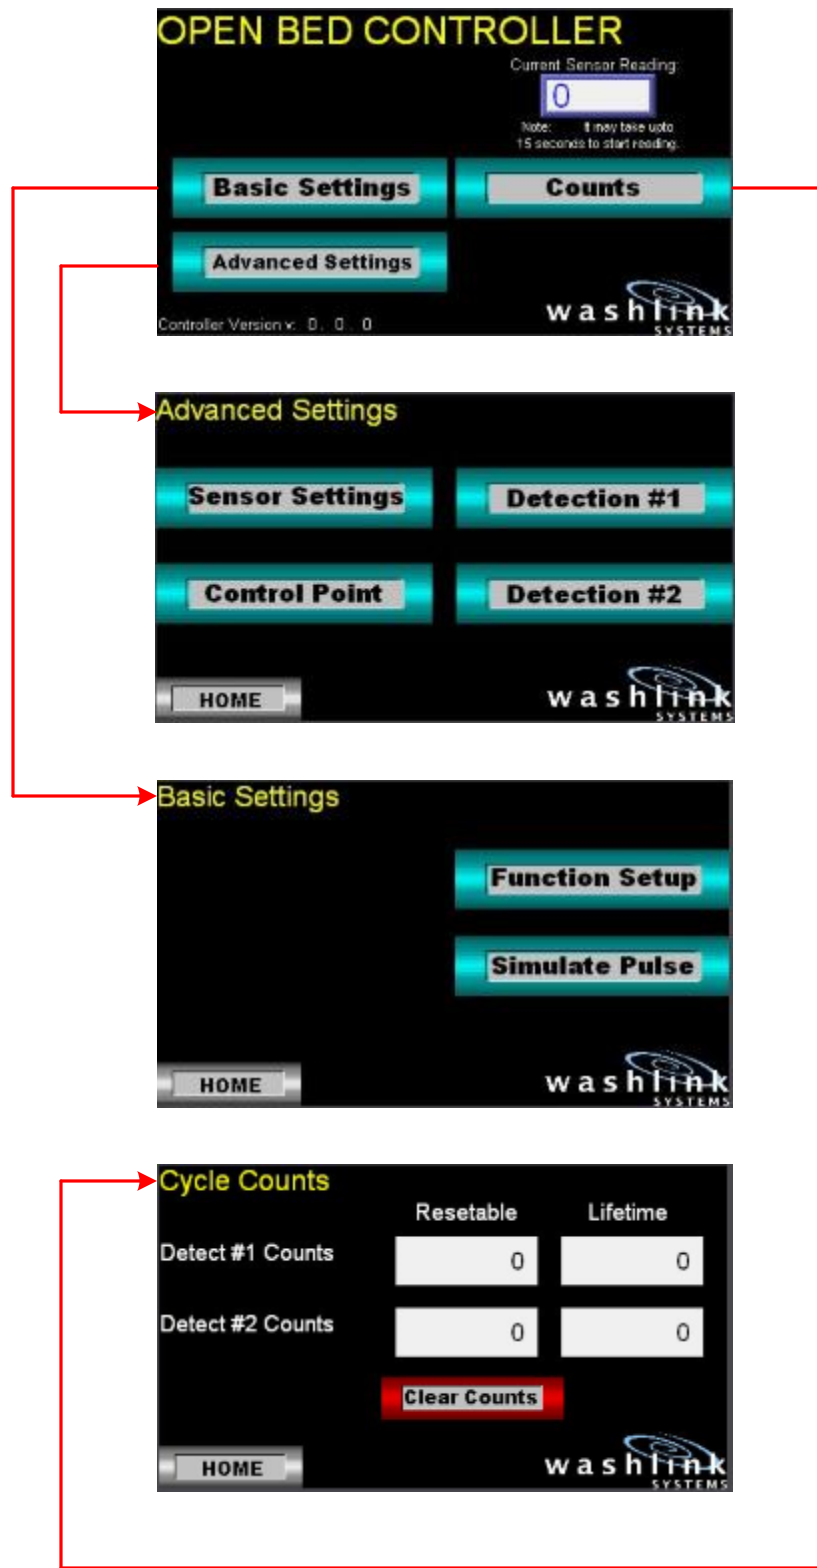 OPEN BED CONTROLLER
Current Sensor Reading:
0
Note: It may take upto
15 seconds to start reading.
Basic Settings
Counts
Advanced Settings
washlink
SYSTEMS
Controller Version v: 0. 0. 0
Advanced Settings
Sensor Settings
Detection #1
Control Point
Detection #2
HOME
washlink
SYSTEMS
Basic Settings
Function Setup
Simulate Pulse
HOME
washlink
SYSTEMS
Cycle Counts
Resetable Lifetime
Detect #1 Counts 0 0
Detect #2 Counts 0 0
Clear Counts
HOME
washlink
SYSTEMS